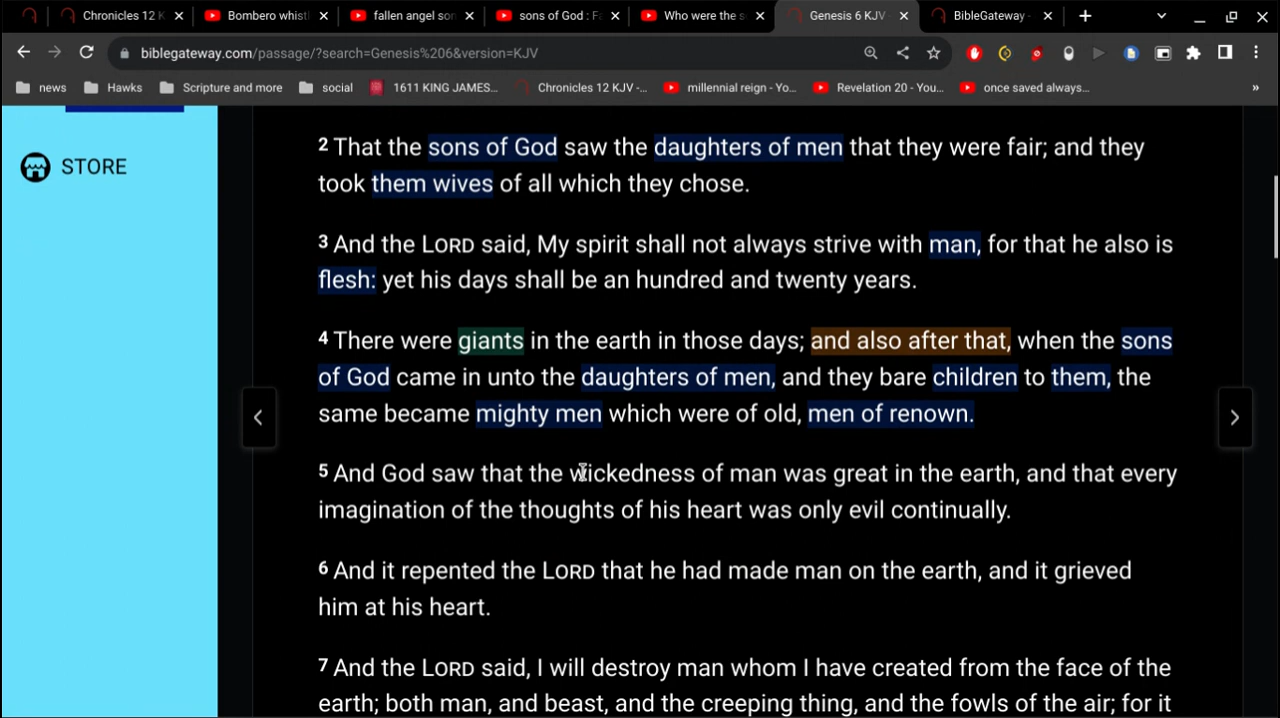 Chronicles 12 K
Bombero whist
fallen angel so
sons of God : Fa
Who were the s
Genesis 6 KJV -
BibleGateway -
biblegateway.com/passage/?search=Genesis%206&version=KJV
news
Hawks
Scripture and more
social
1611 KING JAMES...
Chronicles 12 KJV -...
millennial reign - Yo...
Revelation 20 - You...
once saved always...
»
STORE
2 That the sons of God saw the daughters of men that they were fair; and they
took them wives of all which they chose.
3 And the LORD said, My spirit shall not always strive with man, for that he also is
flesh: yet his days shall be an hundred and twenty years.
4 There were giants in the earth in those days; and also after that, when the sons
of God came in unto the daughters of men, and they bare children to them, the
same became mighty men which were of old, men of renown.
5 And God saw that the wickedness of man was great in the earth, and that every
imagination of the thoughts of his heart was only evil continually.
6 And it repented the LORD that he had made man on the earth, and it grieved
him at his heart.
7 And the LORD said, I will destroy man whom I have created from the face of the
earth; both man, and beast, and the creeping thing, and the fowls of the air; for it